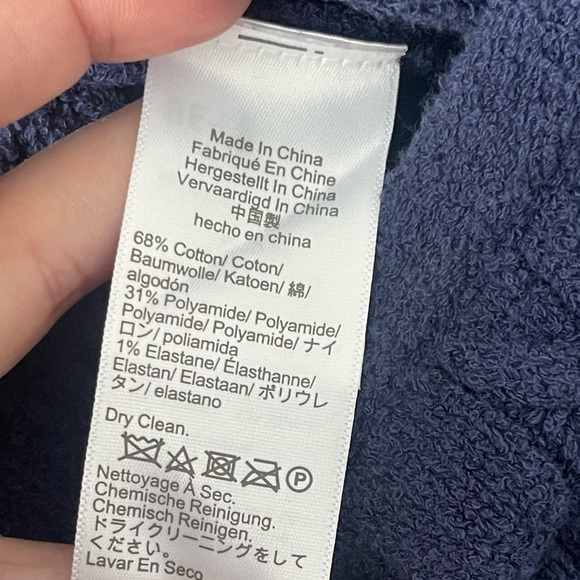 Made In China
Fabriqué En Chine
Hergestellt In China
Vervaardigd In China
中国製
hecho en china
68% Cotton/ Coton/
Baumwolle/ Katoen/ 綿/
algodón
31% Polyamide/ Polyamide/
Polyamide/ Polyamide/ ナイ
ロン/ poliamida
1% Elastane/ Élasthanne/
Elastan/ Elastaan/ ポリウレ
タン/ elastano
Dry Clean.
P
Nettoyage À Sec.
Chemische Reinigung.
Chemisch Reinigen.
ドライクリーニングをして
ください。
Lavar En Seco